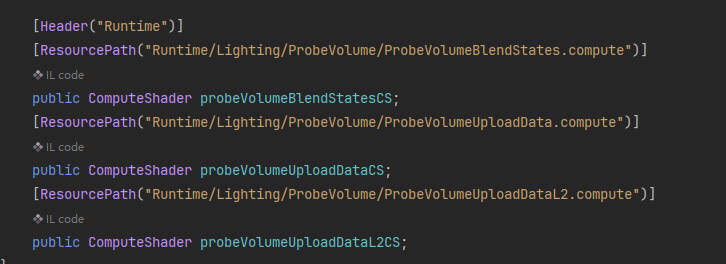 [Header("Runtime")]
[ResourcePath("Runtime/Lighting/ProbeVolume/ProbeVolumeBlendStates.compute")]
IL code
public ComputeShader probeVolumeBlendStatesCS;
[ResourcePath("Runtime/Lighting/ProbeVolume/ProbeVolumeUploadData.compute")]
IL code
public ComputeShader probeVolumeUploadDataCS;
[ResourcePath("Runtime/Lighting/ProbeVolume/ProbeVolumeUploadDataL2.compute")]
IL code
public ComputeShader probeVolumeUploadDataL2CS;
}